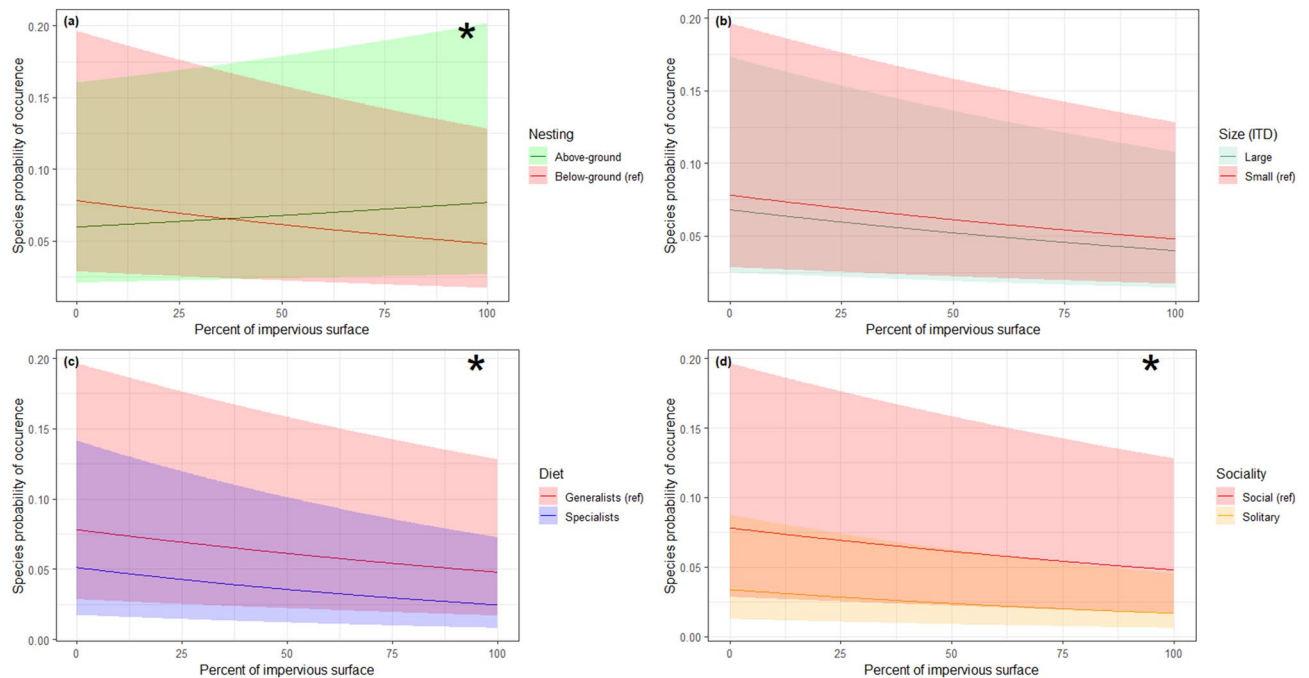 (a)
*
Species probability of occurence
0.20
0.15
0.10
0.05
0
25
50
75
100
Percent of impervious surface
Nesting
Above-ground
Below-ground (ref)
(b)
Species probability of occurence
0.20
0.15
0.10
0.05
0
25
50
75
100
Percent of impervious surface
Size (ITD)
Large
Small (ref)
(c)
*
Species probability of occurence
0.20
0.15
0.10
0.05
0.00
0
25
50
75
100
Percent of impervious surface
Diet
Generalists (ref)
Specialists
(d)
*
Species probability of occurence
0.20
0.15
0.10
0.05
0.00
0
25
50
75
100
Percent of impervious surface
Sociality
Social (ref)
Solitary